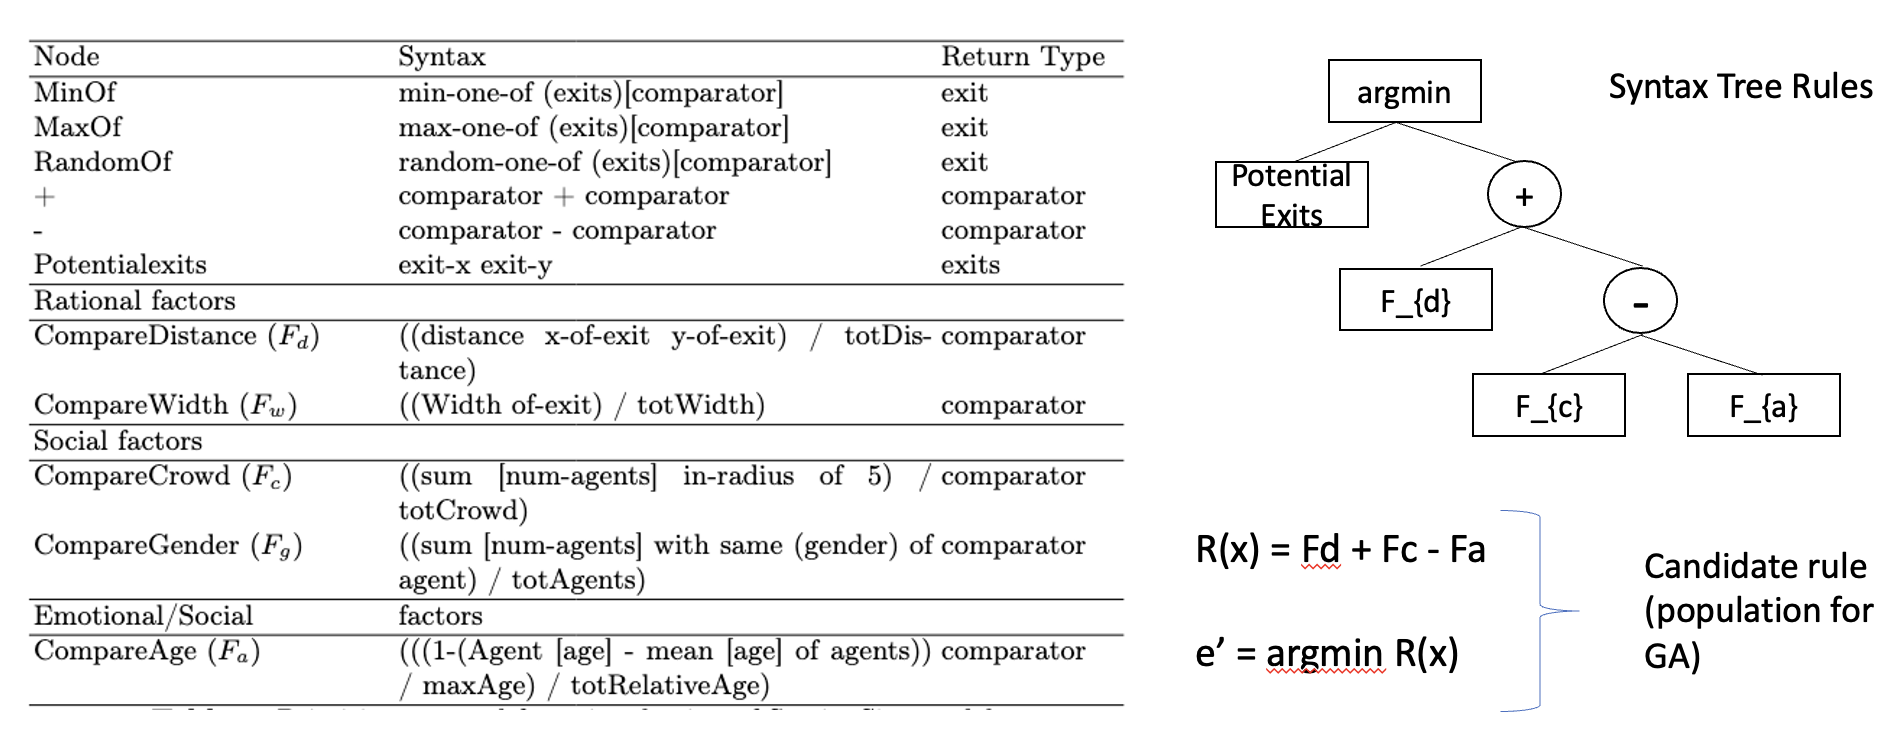 Node Syntax Return Type
MinOf min-one-of (exits)[comparator] exit
MaxOf max-one-of (exits)[comparator] exit
RandomOf random-one-of (exits)[comparator] exit
+ comparator + comparator comparator
- comparator - comparator comparator
Potentialexits exit-x exit-y exits
Rational factors
CompareDistance (F_d) ((distance x-of-exit y-of-exit) / totDis- comparator
tance)
CompareWidth (F_w) ((Width of-exit) / totWidth) comparator
Social factors
CompareCrowd (F_c) ((sum [num-agents] in-radius of 5) / comparator
totCrowd)
CompareGender (F_g) ((sum [num-agents] with same (gender) of comparator
agent) / totAgents)
Emotional/Social factors
CompareAge (F_a) (((1-(Agent [age] - mean [age] of agents)) comparator
/ maxAge) / totRelativeAge)
Syntax Tree Rules
argmin
Potential
Exits
+
F_{d}
-
F_{c}
F_{a}
R(x) = Fd + Fc - Fa
e’ = argmin R(x)
Candidate rule
(population for
GA)